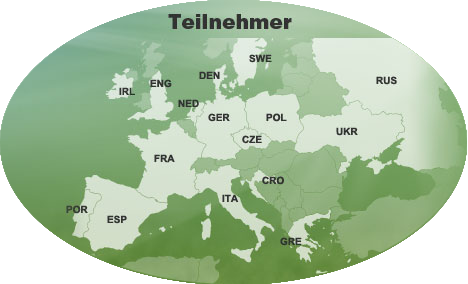 Teilnehmer
SWE
DEN
RUS
ENG
IRL
NED
GER
POL
UKR
CZE
FRA
CRO
ITA
POR
ESP
GRE